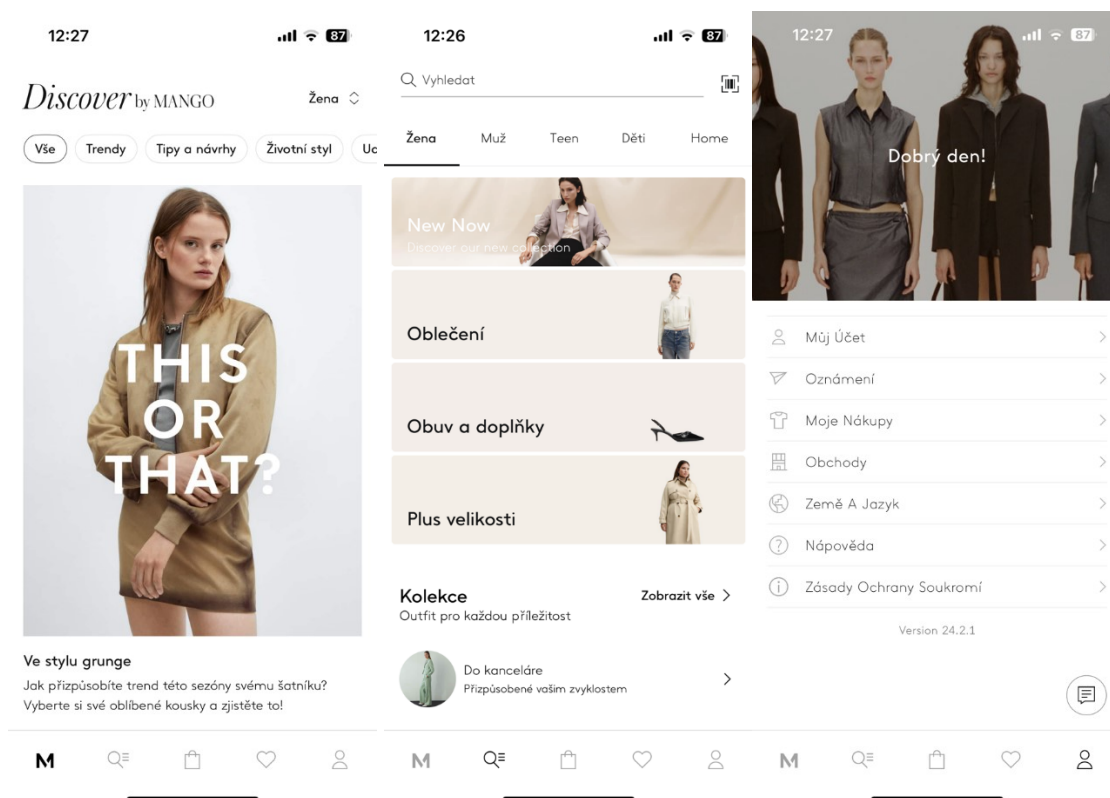 12:27
87
Discover by MANGO
Žena
Vše
Trendy
Tipy a návrhy
Životní styl
THIS
OR
THAT?
Ve stylu grunge
Jak přizpůsobíte trend této sezóny svému šatníku?
Vyberte si své oblíbené kousky a zjistěte to!
M
12:26
87
Vyhledat
Žena
Muž
Teen
Děti
Home
New Now
Discover our new collection
Oblečení
Obuv a doplňky
Plus velikosti
Kolekce
Zobrazit vše
Outfit pro každou příležitost
Do kanceláre
Přizpůsobené vašim zvyklostem
M
12:27
87
Dobrý den!
Můj Účet
Oznámení
Moje Nákupy
Obchody
Země A Jazyk
Nápověda
Zásady Ochrany Soukromí
Version 24.2.1
M